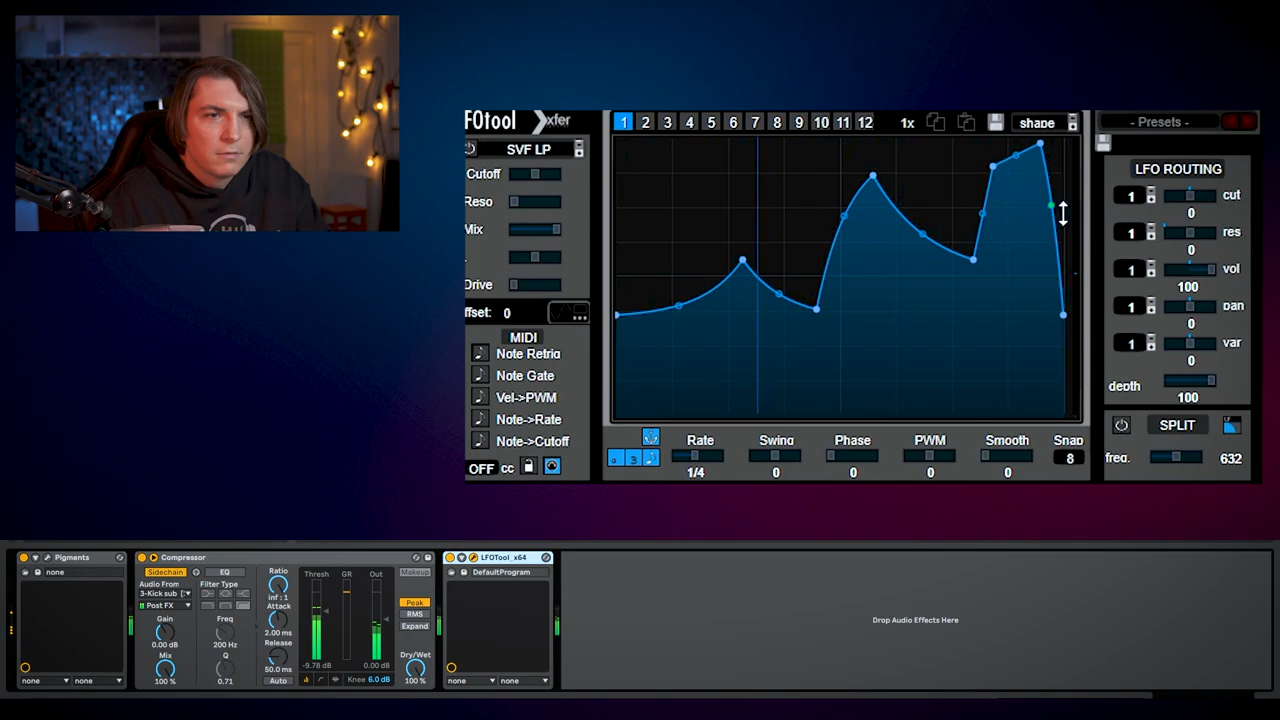 FOtool xfer
1 2 3 4 5 6 7 8 9 10 11 12 1x shape
- Presets -
SVF LP
Cutoff
Reso
Mix
Drive
ffset: 0
MIDI
Note Retrig
Note Gate
Vel->PWM
Note->Rate
Note->Cutoff
OFF cc
Rate Swing Phase PWM Smooth Snap
3
1/4 0 0 0 0 8
LFO ROUTING
1 cut
0
1 res
0
1 vol
100
1 pan
0
1 var
0
depth
100
SPLIT
freq. 632
Pigments
none
none none
Compressor
Sidechain EQ
Audio From Filter Type
3-Kick sub
Post FX
Gain Freq
0.00 dB 200 Hz
Mix Q
100 % 0.71
Ratio
inf : 1
Attack
2.00 ms
Release
50.0 ms
Auto
Thresh GR Out
-9.78 dB 0.00 dB
Knee 6.0 dB
Makeup
Peak
RMS
Expand
Dry/Wet
100 %
LFOTool_x64
DefaultProgram
none none
Drop Audio Effects Here